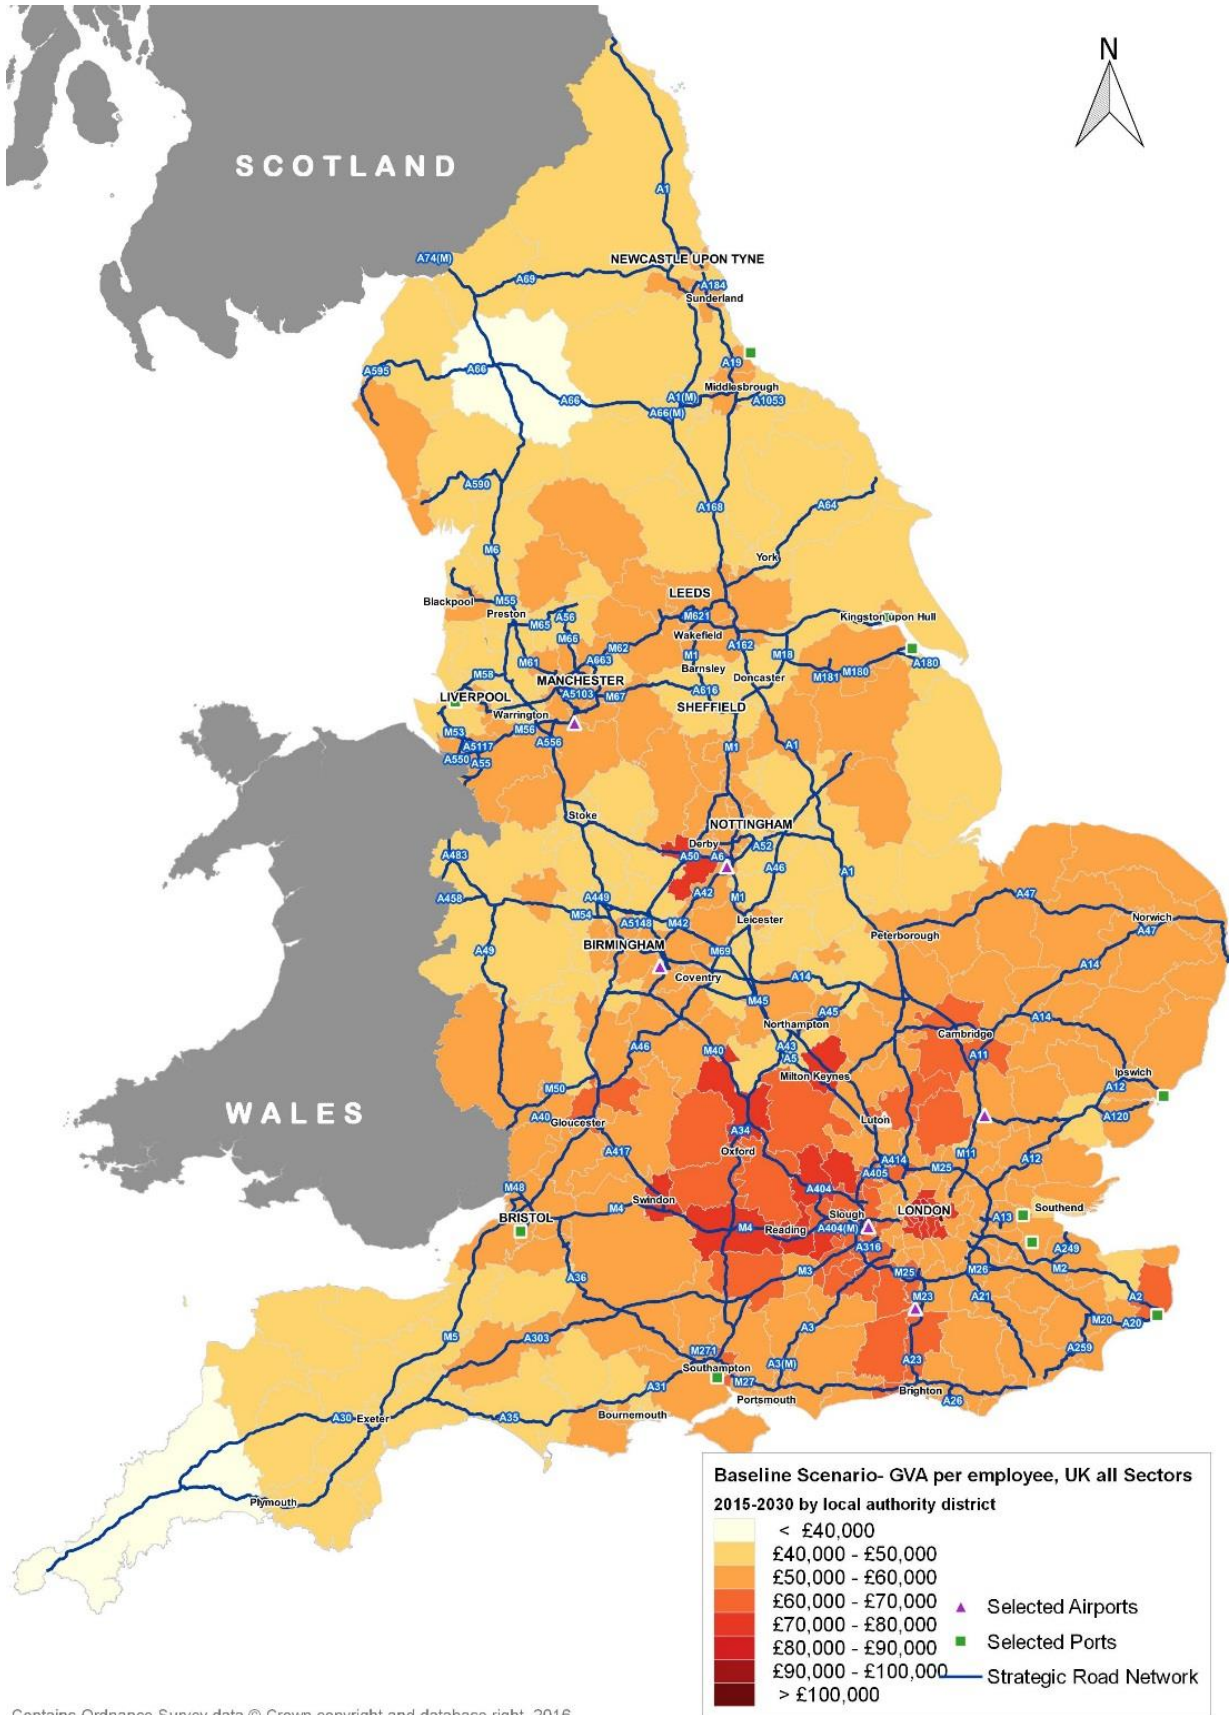 N
SCOTLAND
A1
A74(M)
NEWCASTLE UPON TYNE
A69
A184
Sunderland
A19
A595
A66
Middlesbrough
A66
A1(M)
A1053
A66(M)
A590
A168
A64
M6
York
LEEDS
Blackpool
M55
Preston
A56
M621
Kingston upon Hull
M65
M66
Wakefield
M62
A162
M18
M61
A663
M1
A180
M58
MANCHESTER
Barnsley
Doncaster
M181
M180
LIVERPOOL
A5103
M67
A616
SHEFFIELD
Warrington
M53
M56
A556
A5117
M1
A1
A550
A55
Stoke
NOTTINGHAM
Derby
A52
A483
A50
A6
A46
A1
A458
A449
A42
M1
A47
M54
A5148
M42
Leicester
Norwich
A47
BIRMINGHAM
Peterborough
A49
M69
A14
Coventry
A14
M45
A45
A14
Northampton
Cambridge
A46
M40
A43
A5
A11
Milton Keynes
Ipswich
M50
A12
WALES
A40
Gloucester
Luton
A120
A34
A417
Oxford
M11
A12
A414
M25
A405
M48
Swindon
A404
BRISTOL
M4
Slough
LONDON
Southend
A13
M4
Reading
A404(M)
A316
A249
M3
M25
M26
M2
A36
M23
A21
A2
M20
A20
A3
M5
A303
A259
M271
A3(M)
A23
Southampton
M27
A31
Brighton
Portsmouth
A26
A30
Exeter
A35
Bournemouth
Plymouth
Baseline Scenario- GVA per employee, UK all Sectors
2015-2030 by local authority district
< £40,000
£40,000 - £50,000
£50,000 - £60,000
£60,000 - £70,000
£70,000 - £80,000
£80,000 - £90,000
£90,000 - £100,000
> £100,000
Selected Airports
Selected Ports
Strategic Road Network
Contains Ordnance Survey data © Crown copyright and database right 2016